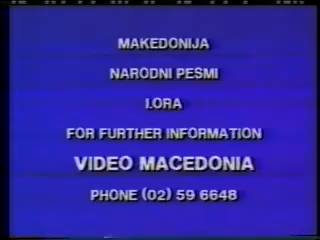 MAKEDONIJA
NARODNI PESMI
I.ORA
FOR FURTHER INFORMATION
VIDEO MACEDONIA
PHONE (02) 59 6648